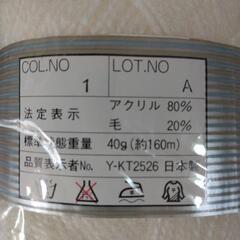 COL.NO LOT.NO
1 A
法定表示 アクリル 80%
毛 20%
標準状態重量 40g (約160m)
品質表示者No. Y-KT2526 日本製